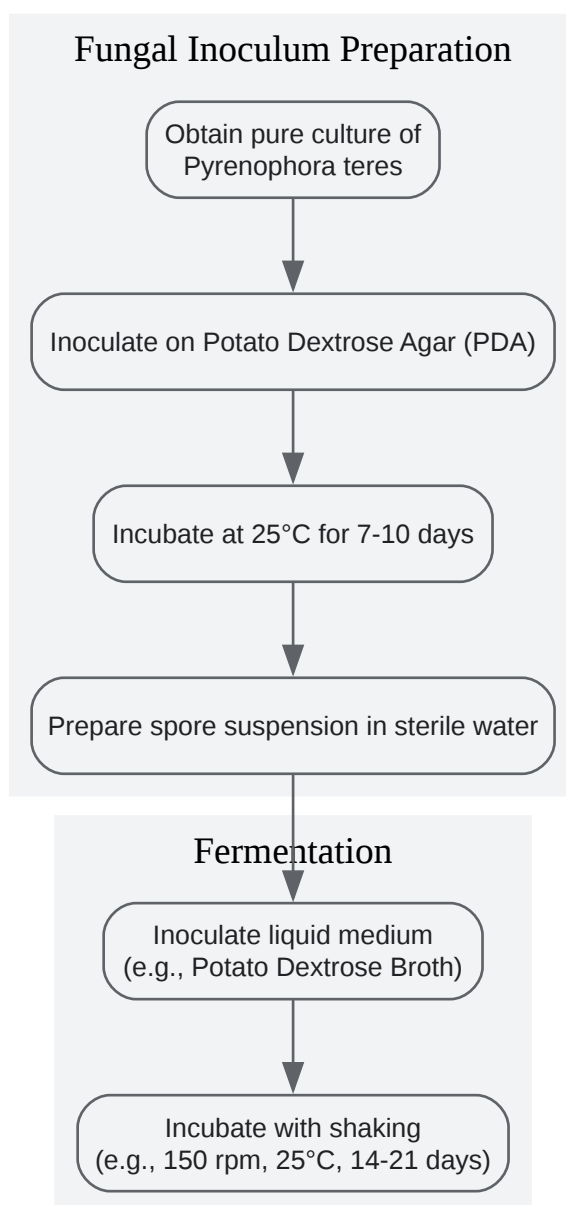 Fungal Inoculum Preparation
Obtain pure culture of
Pyrenophora teres
Inoculate on Potato Dextrose Agar (PDA)
Incubate at 25°C for 7-10 days
Prepare spore suspension in sterile water
Fermentation
Inoculate liquid medium
(e.g., Potato Dextrose Broth)
Incubate with shaking
(e.g., 150 rpm, 25°C, 14-21 days)